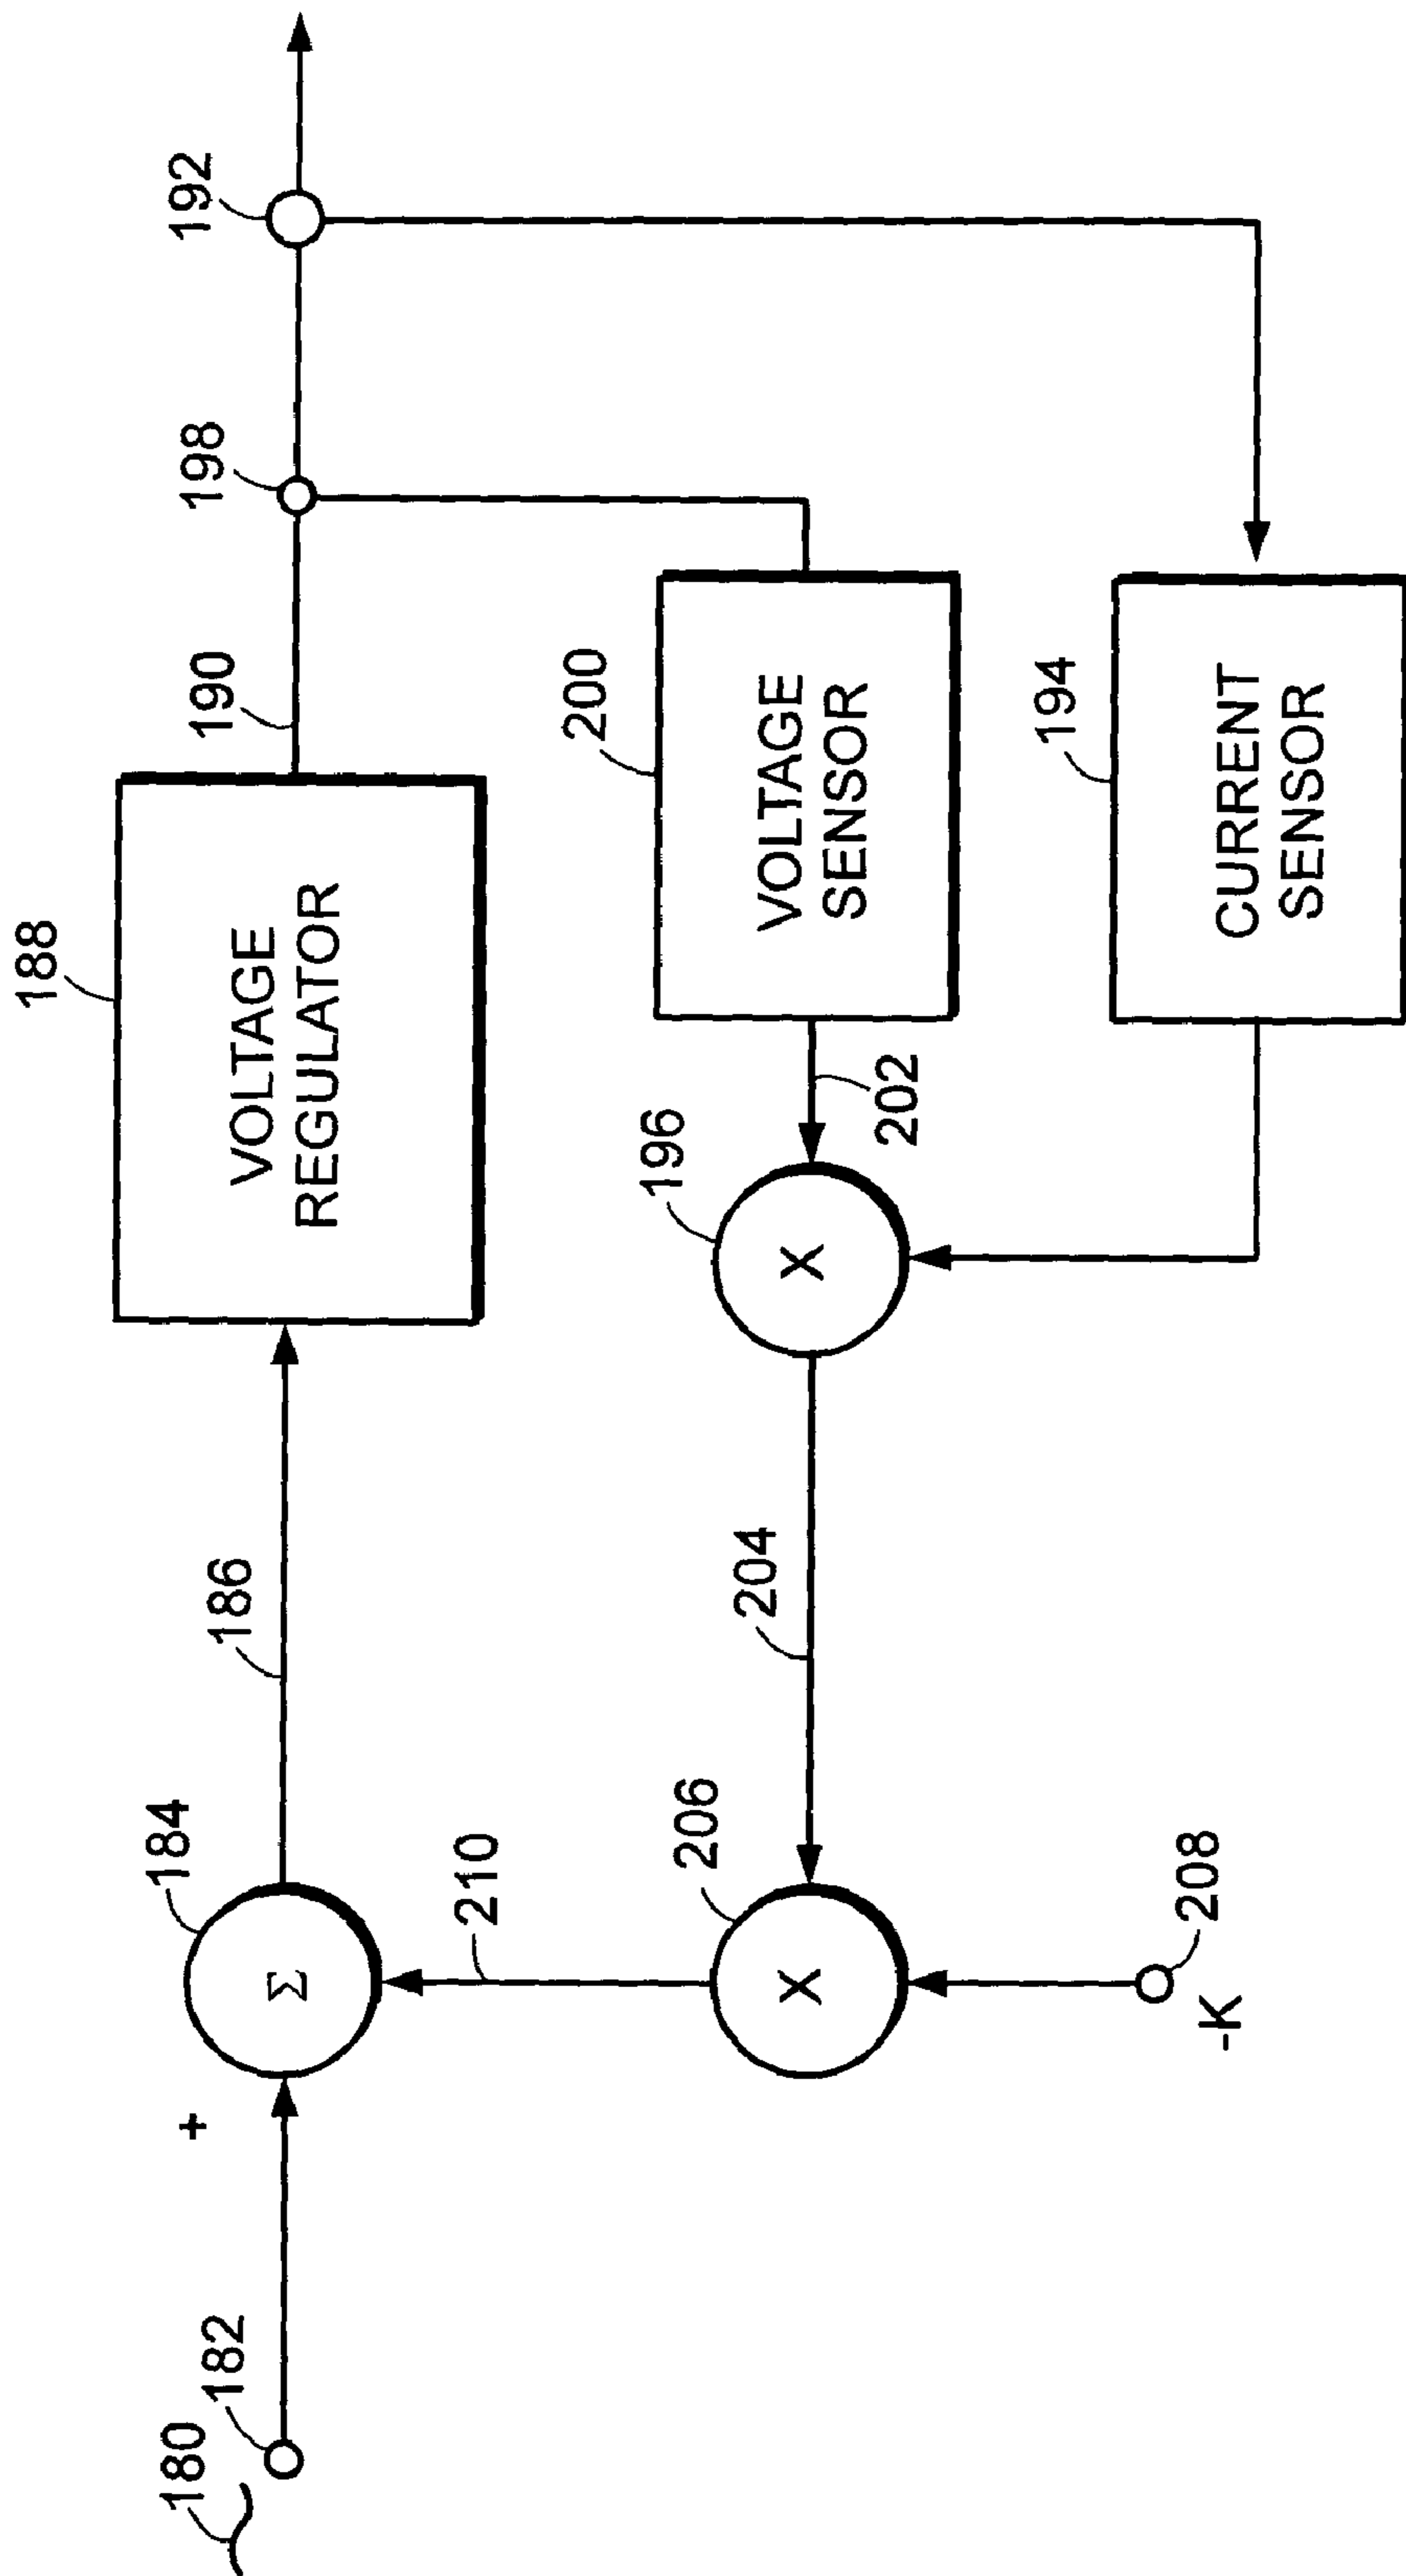 180
182
+
184
Σ
186
188
VOLTAGE
REGULATOR
190
198
192
210
206
X
204
196
X
202
200
VOLTAGE
SENSOR
-K
208
194
CURRENT
SENSOR